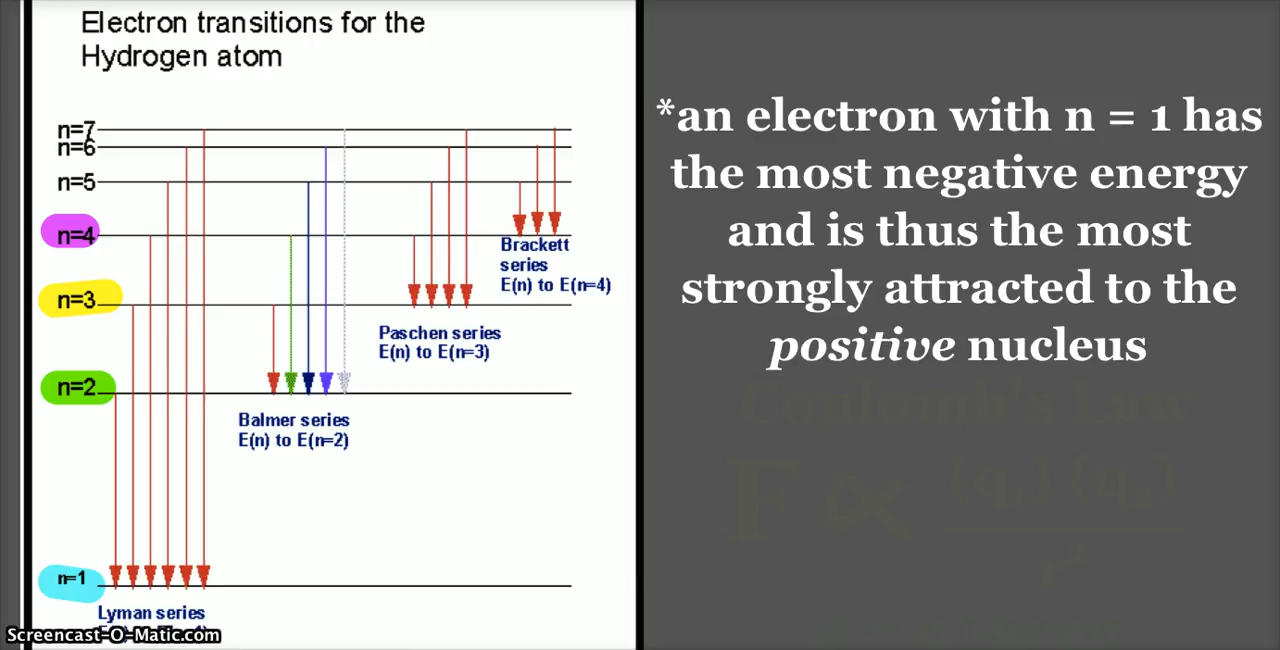 Electron transitions for the
Hydrogen atom
n=7
n=6
n=5
n=4
n=3
n=2
n=1
Brackett
series
E(n) to E(n=4)
Paschen series
E(n) to E(n=3)
Balmer series
E(n) to E(n=2)
Lyman series
Screencast-O-Matic.com
*an electron with n = 1 has
the most negative energy
and is thus the most
strongly attracted to the
positive nucleus
Coulomb's Law
F ∝